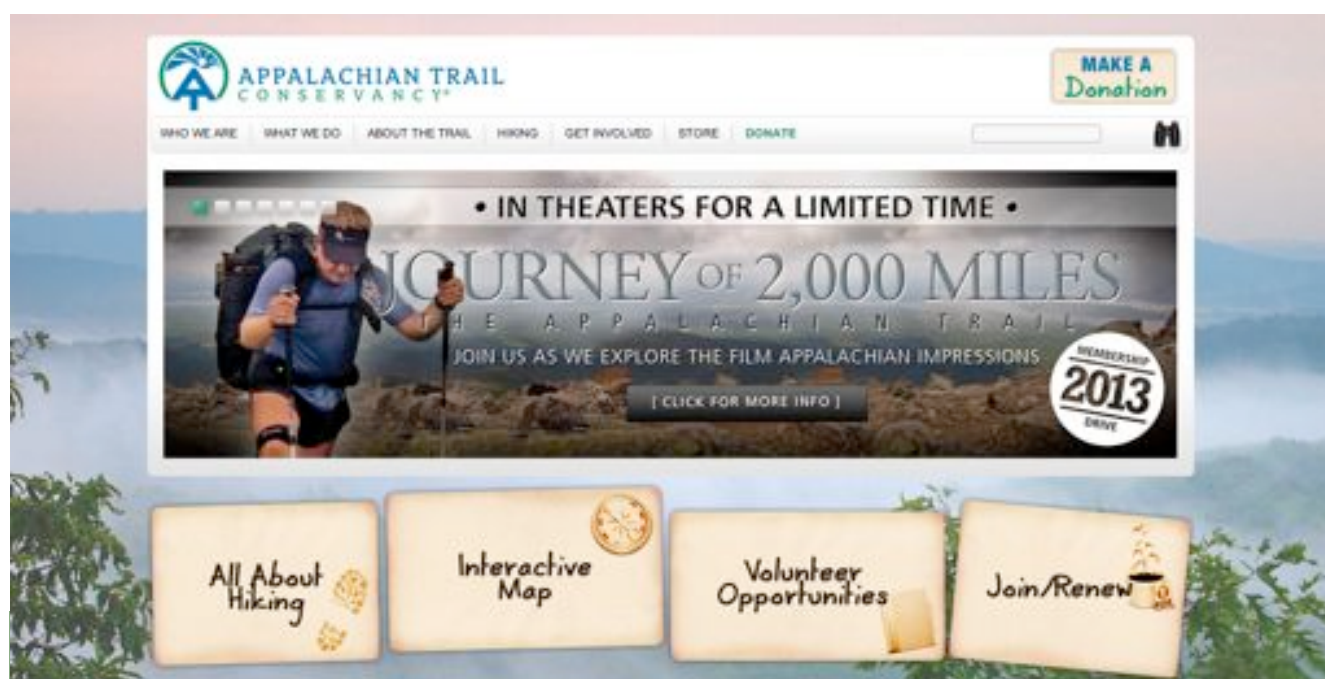 APPALACHIAN TRAIL
CONSERVANCY®
MAKE A
Donation
WHO WE ARE
WHAT WE DO
ABOUT THE TRAIL
HIKING
GET INVOLVED
STORE
DONATE
• IN THEATERS FOR A LIMITED TIME •
JOURNEY OF 2,000 MILES
THE APPALACHIAN TRAIL
JOIN US AS WE EXPLORE THE FILM APPALACHIAN IMPRESSIONS
[ CLICK FOR MORE INFO ]
MEMBERSHIP
2013
DRIVE
All About
Hiking
Interactive
Map
Volunteer
Opportunities
Join/Renew